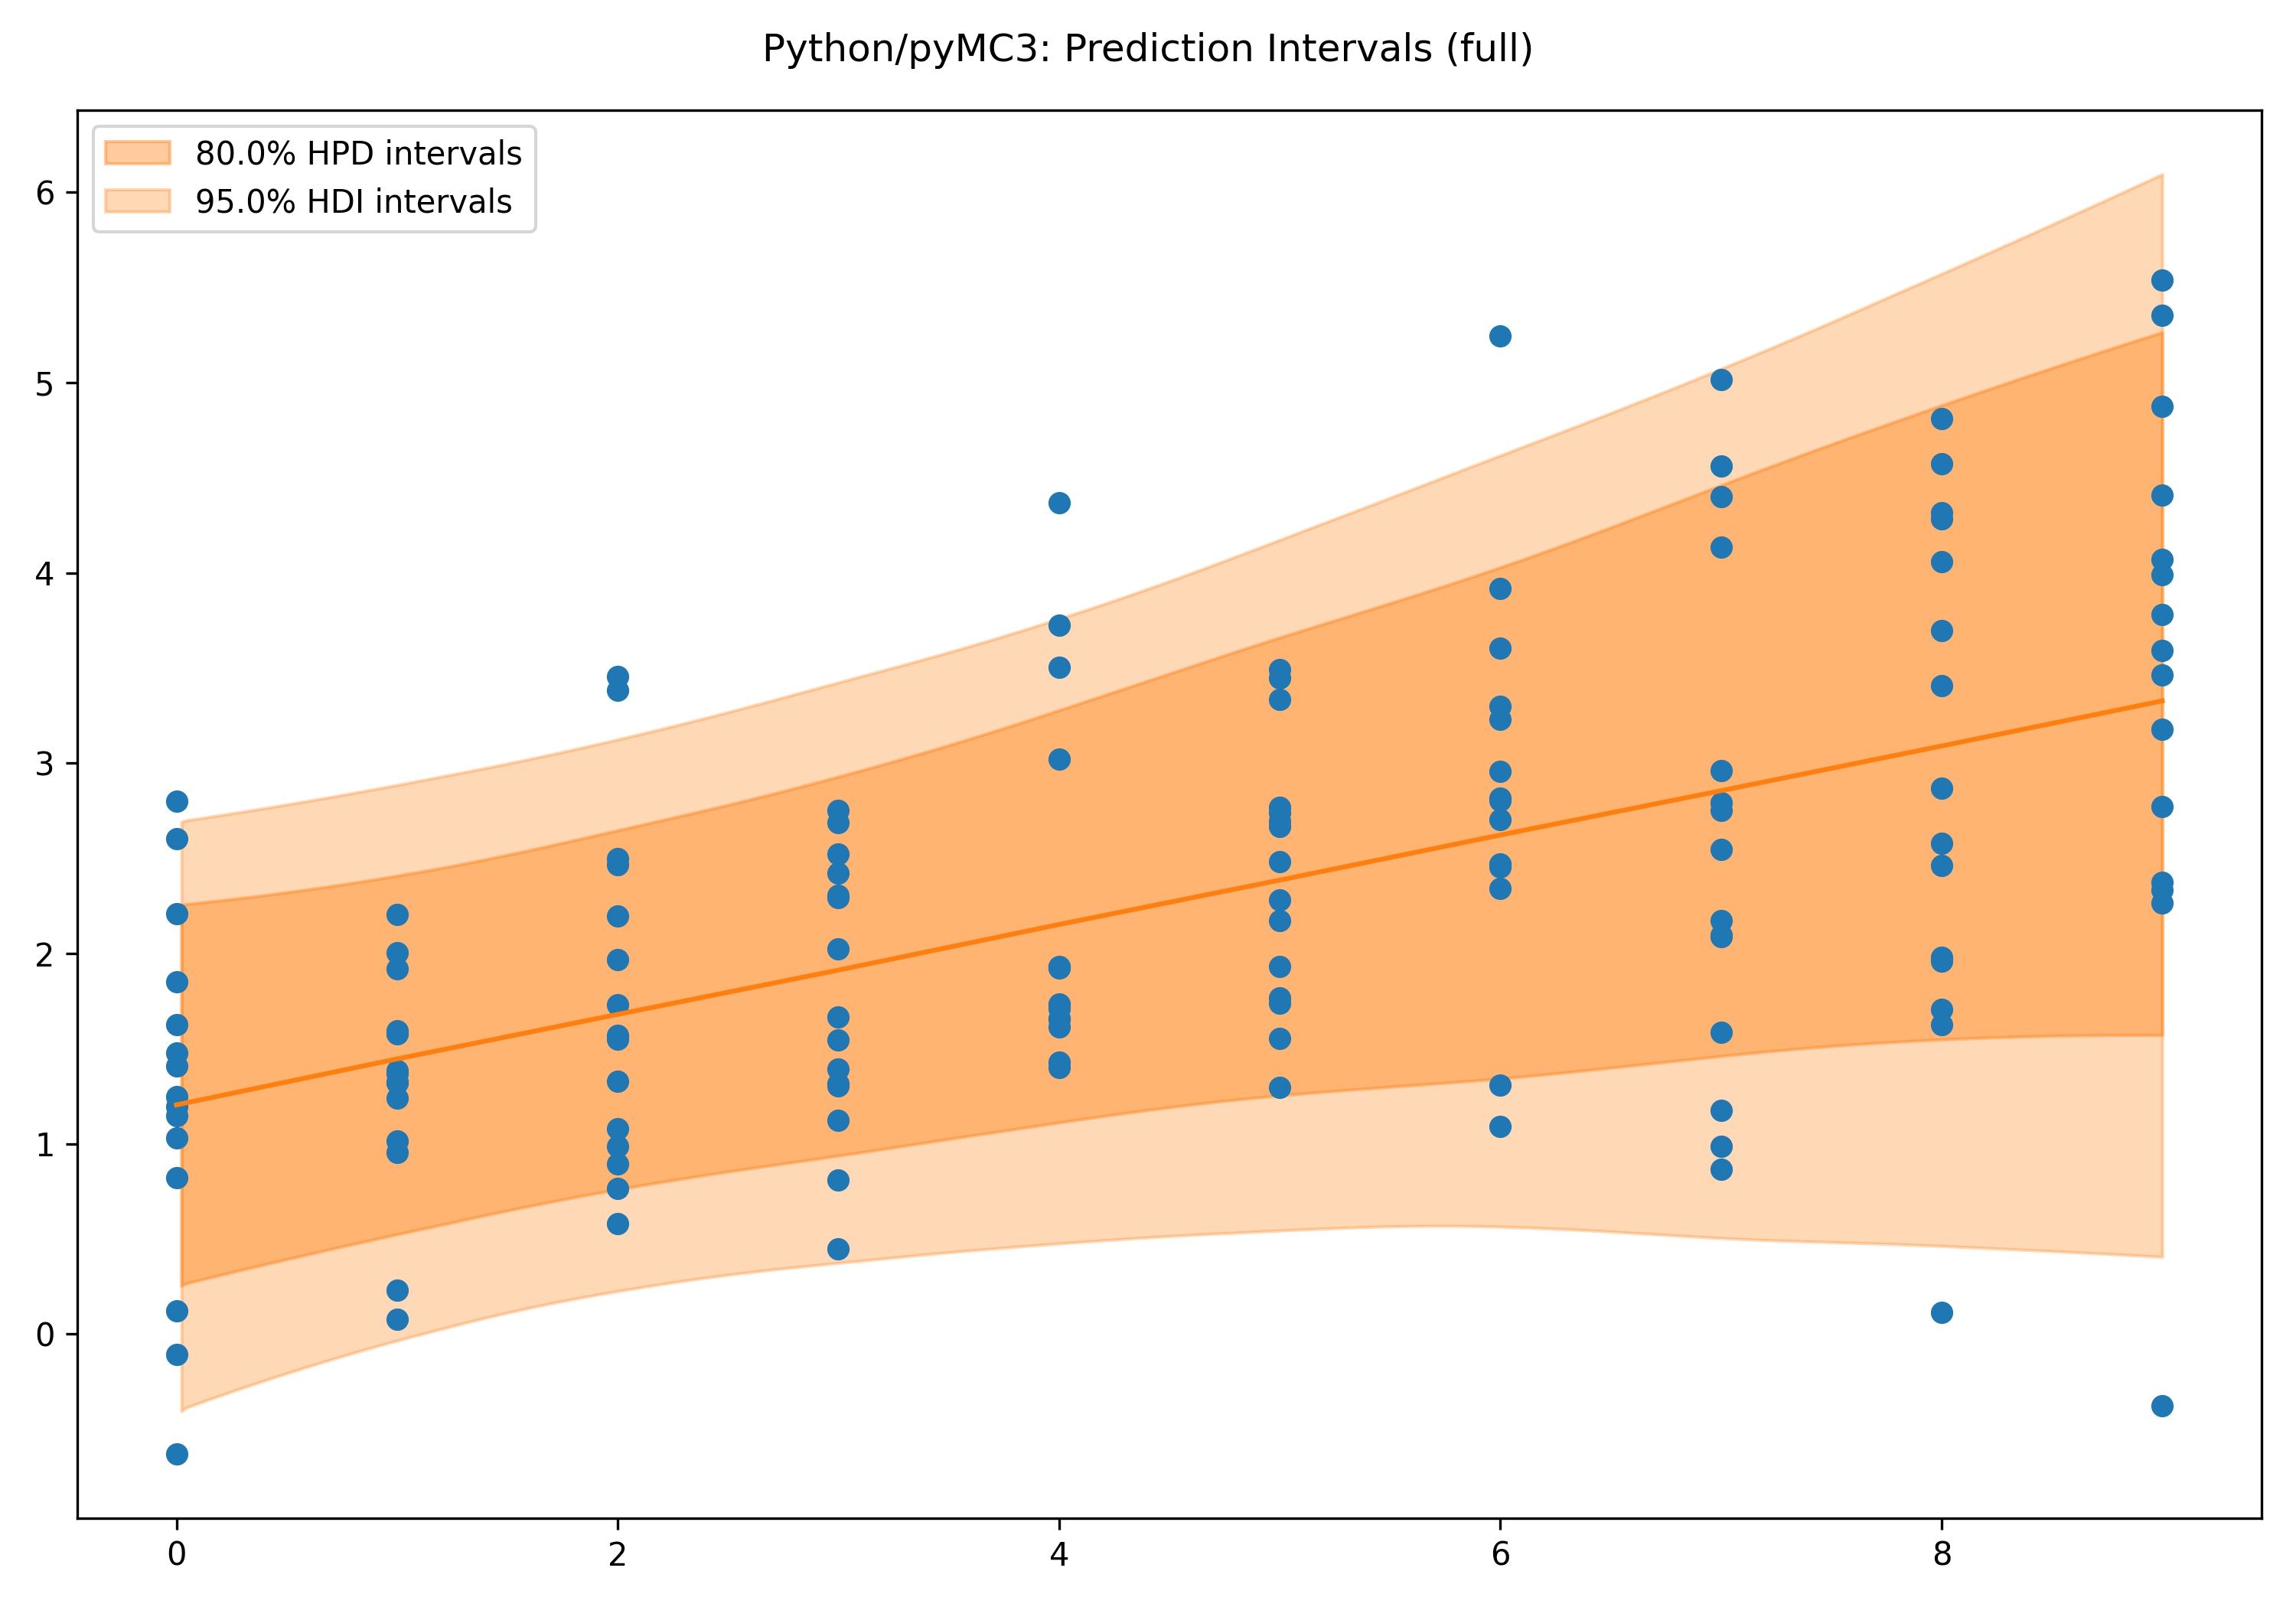 Python/pyMC3: Prediction Intervals (full)
80.0% HPD intervals
95.0% HDI intervals
6
5
4
3
2
1
0
0 2 4 6 8